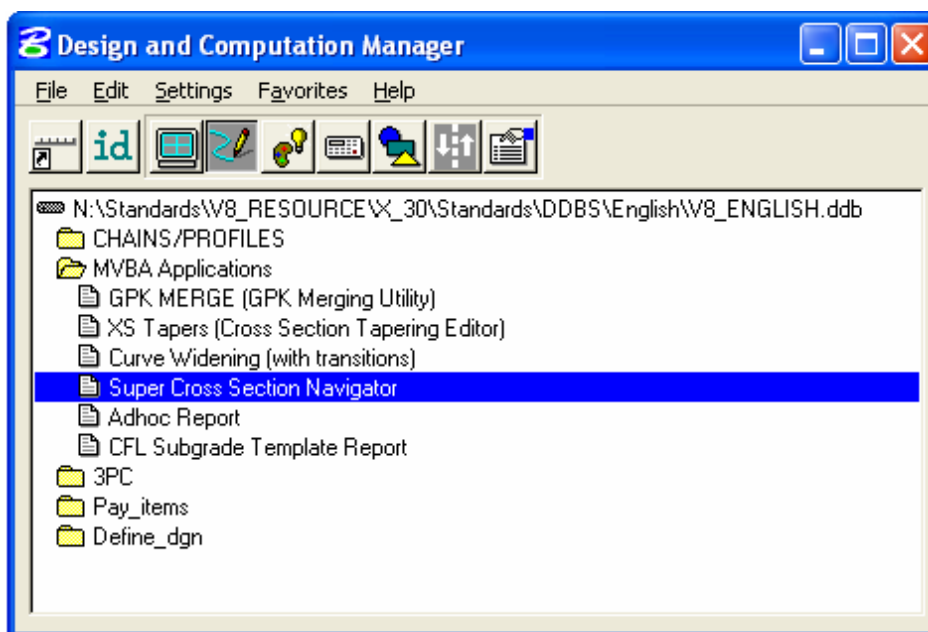 Design and Computation Manager
File Edit Settings Favorites Help
id
N:\Standards\V8_RESOURCE\X_30\Standards\DDBS\English\V8_ENGLISH.ddb
CHAINS/PROFILES
MVBA Applications
GPK MERGE (GPK Merging Utility)
XS Tapers (Cross Section Tapering Editor)
Curve Widening (with transitions)
Super Cross Section Navigator
Adhoc Report
CFL Subgrade Template Report
3PC
Pay_items
Define_dgn